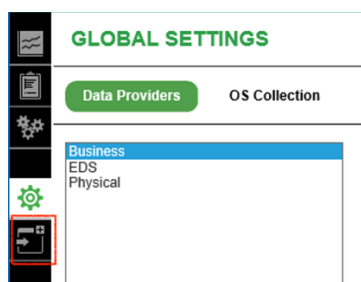 GLOBAL SETTINGS
Data Providers OS Collection
Business
EDS
Physical